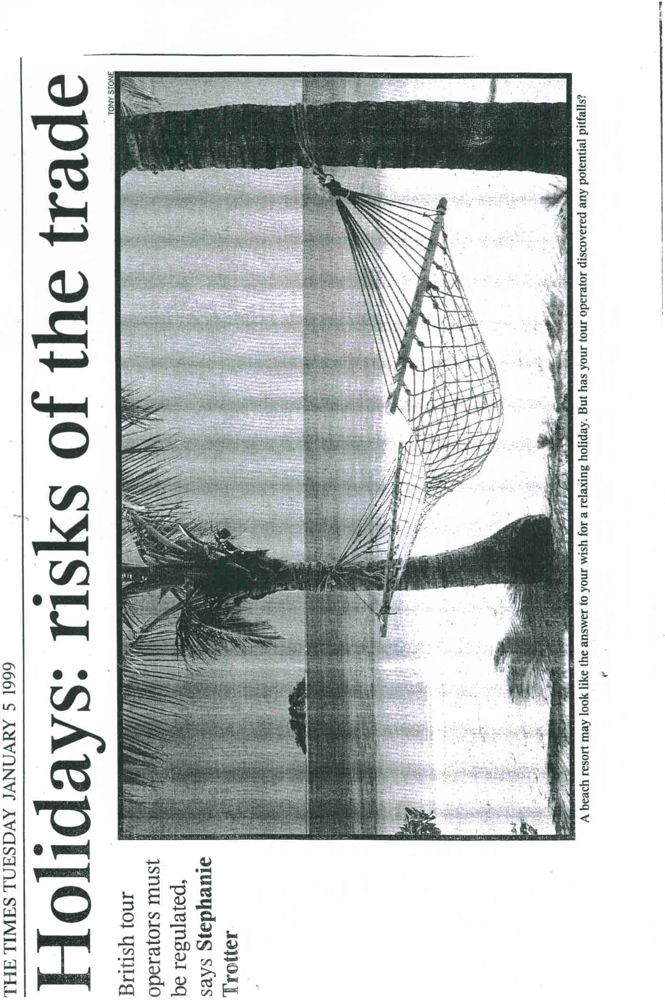 THE TIMES TUESDAY JANUARY 5 1999
Holidays: risks of the trade
TONY STONE
British tour
operators must
be regulated,
says Stephanie
Trotter
A beach resort may look like the answer to your wish for a relaxing holiday. But has your tour operator discovered any potential pitfalls?